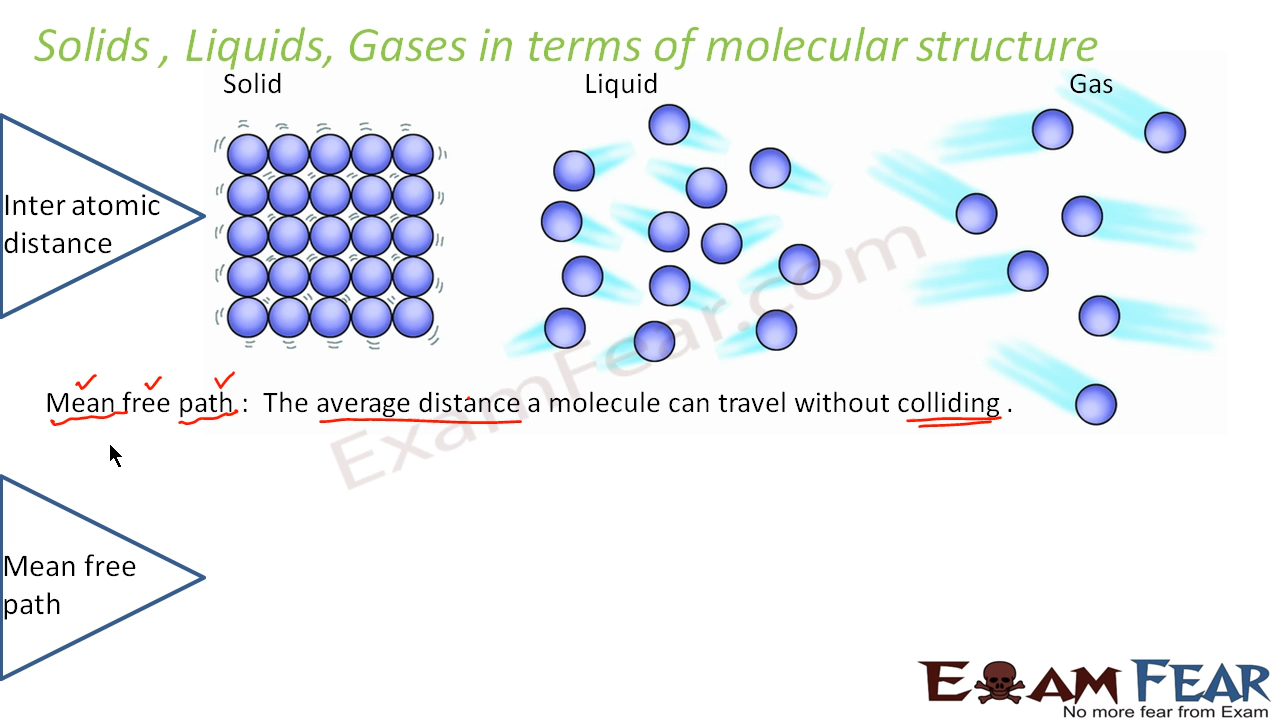 Solids , Liquids, Gases in terms of molecular structure
Solid
Liquid
Gas
Inter atomic
distance
Mean free path : The average distance a molecule can travel without colliding .
ExamFear.com
Mean free
path
EXAM FEAR
No more fear from Exam